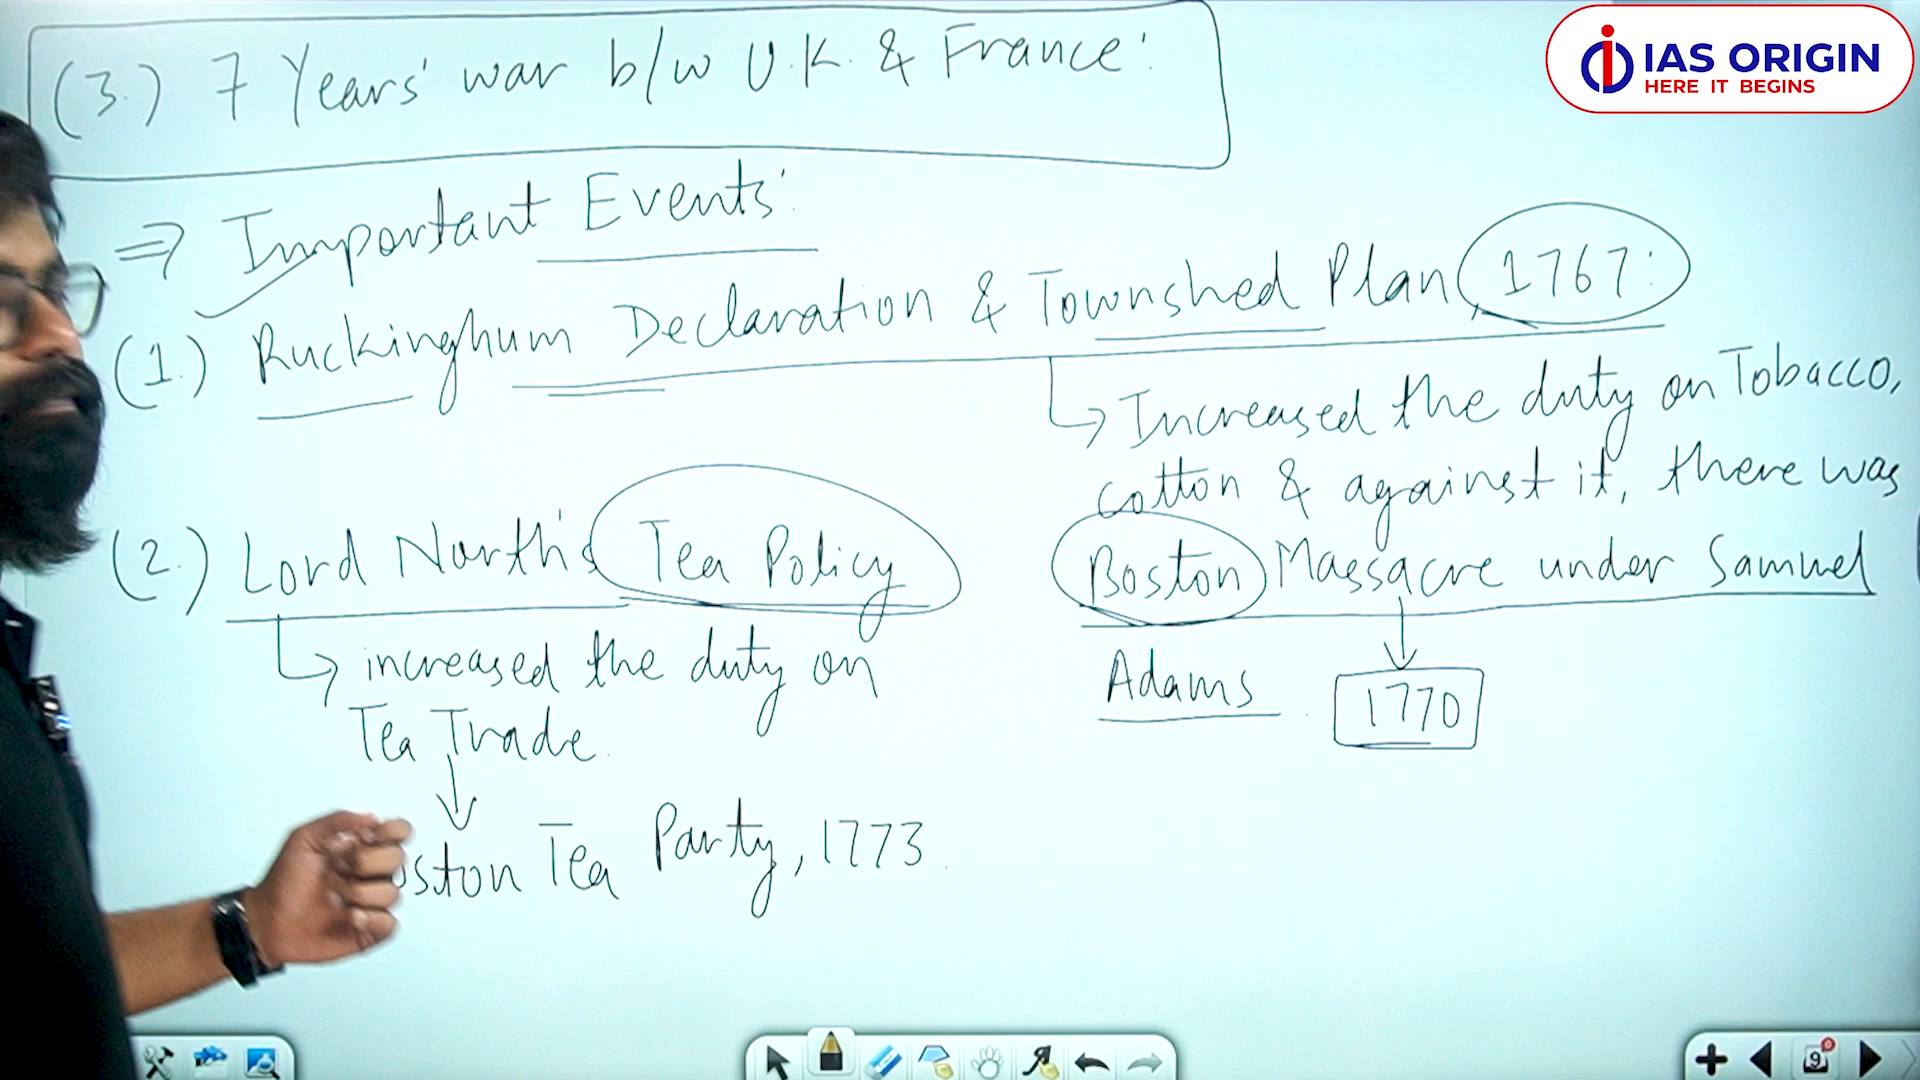 (3.) 7 Years' war b/w U.K. & France:
IAS ORIGIN
HERE IT BEGINS
⇒ Important Events:
(1.) Ruckinghum Declaration & Townshed Plan, 1767:
↳ Increased the duty on Tobacco,
cotton & against it, there was
Boston Massacre under Samuel
Adams
1770
(2.) Lord North's Tea Policy
↳ increased the duty on
Tea Trade.
oston Tea Party, 1773.
9
0